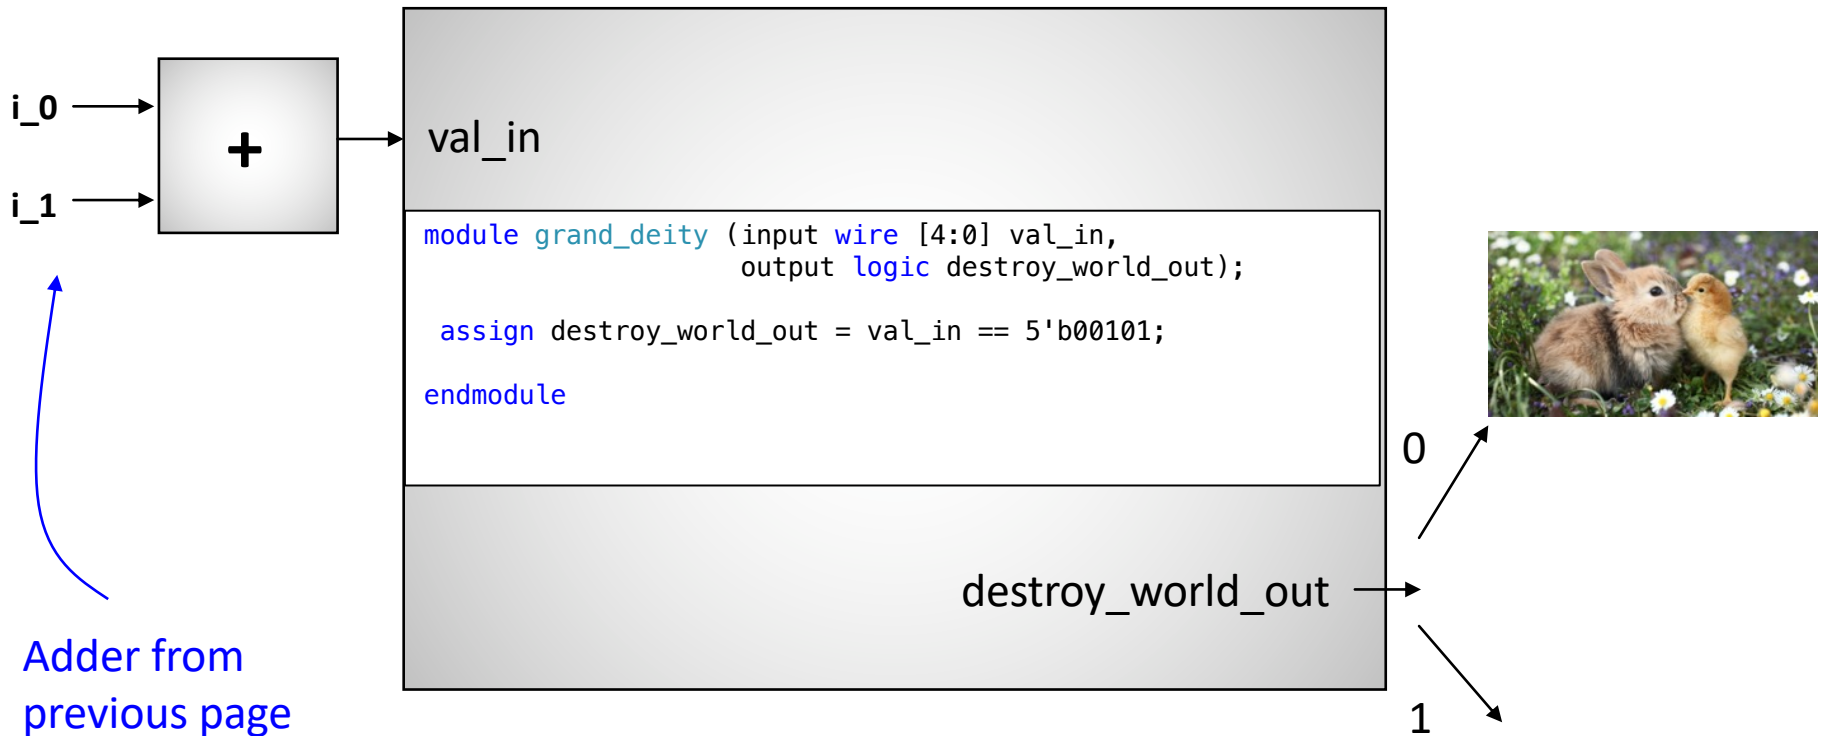 i_0
i_1
+
val_in
module grand_deity (input wire [4:0] val_in,
output logic destroy_world_out);
assign destroy_world_out = val_in == 5'b00101;
endmodule
0
destroy_world_out
1
Adder from
previous page